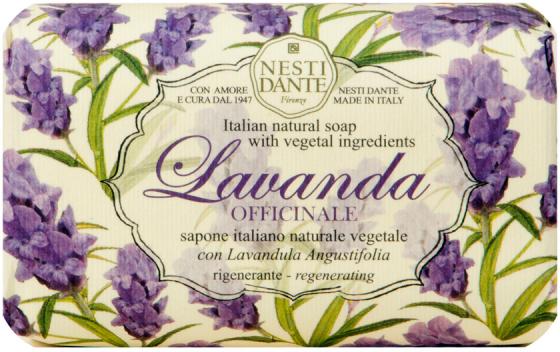 NESTI
DANTE
Firenze
CON AMORE
E CURA DAL 1947
NESTI DANTE
MADE IN ITALY
Italian natural soap
with vegetal ingredients
Lavanda
OFFICINALE
sapone italiano naturale vegetale
con Lavandula Angustifolia
rigenerante - regenerating